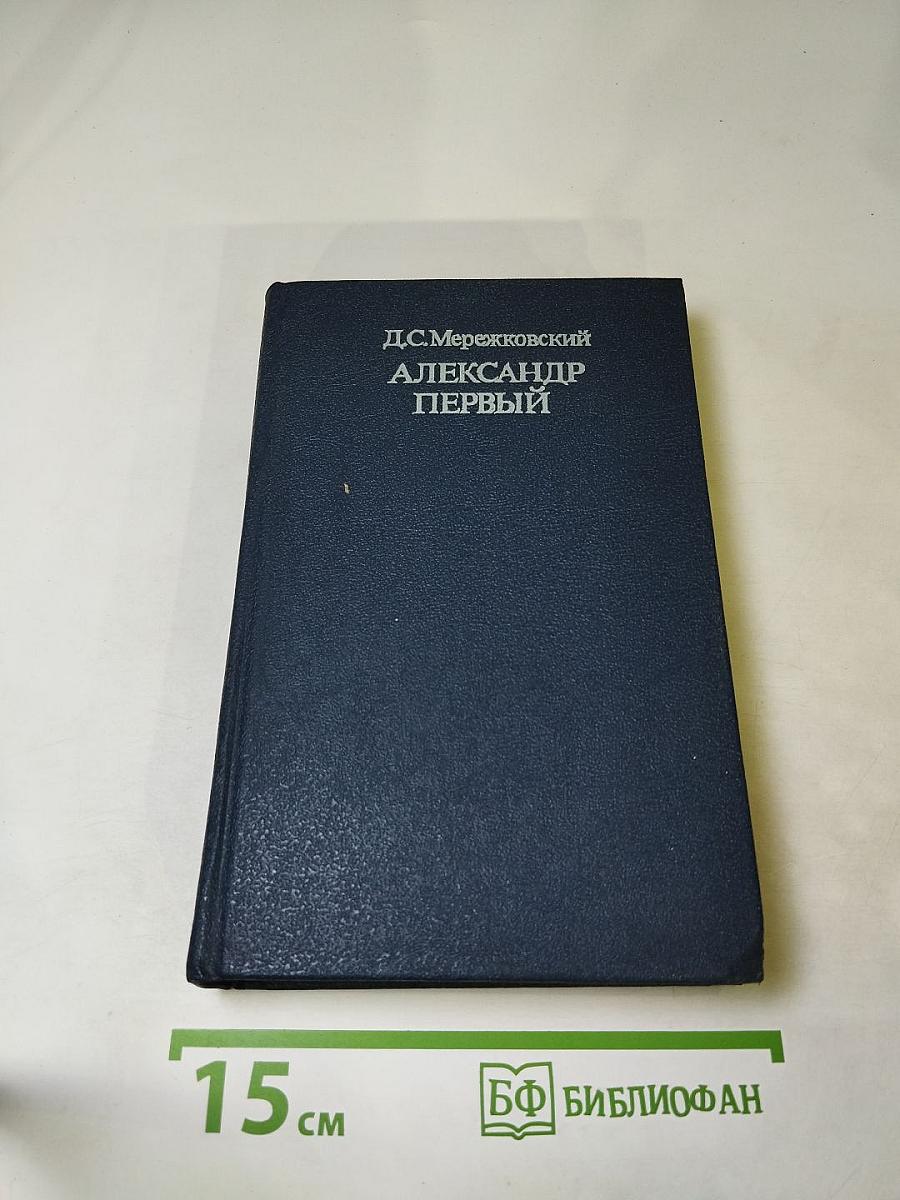 Д.С.Мережковский
АЛЕКСАНДР
ПЕРВЫЙ
15 см
БФ БИБЛИОФАН